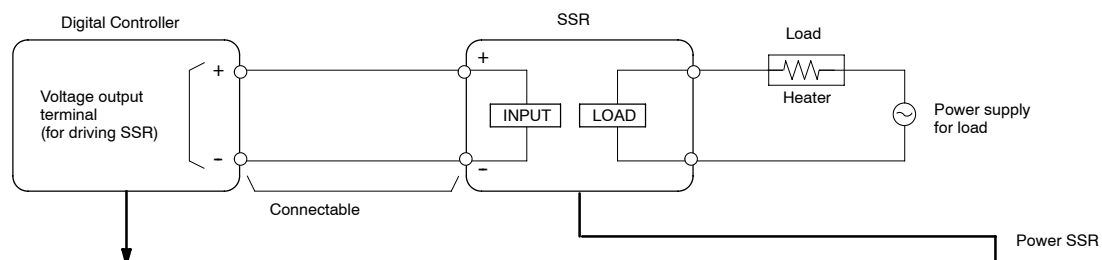 Digital Controller
SSR
Load
Voltage output
terminal
(for driving SSR)
+
-
+
-
INPUT
LOAD
Heater
Power supply
for load
Connectable
Power SSR